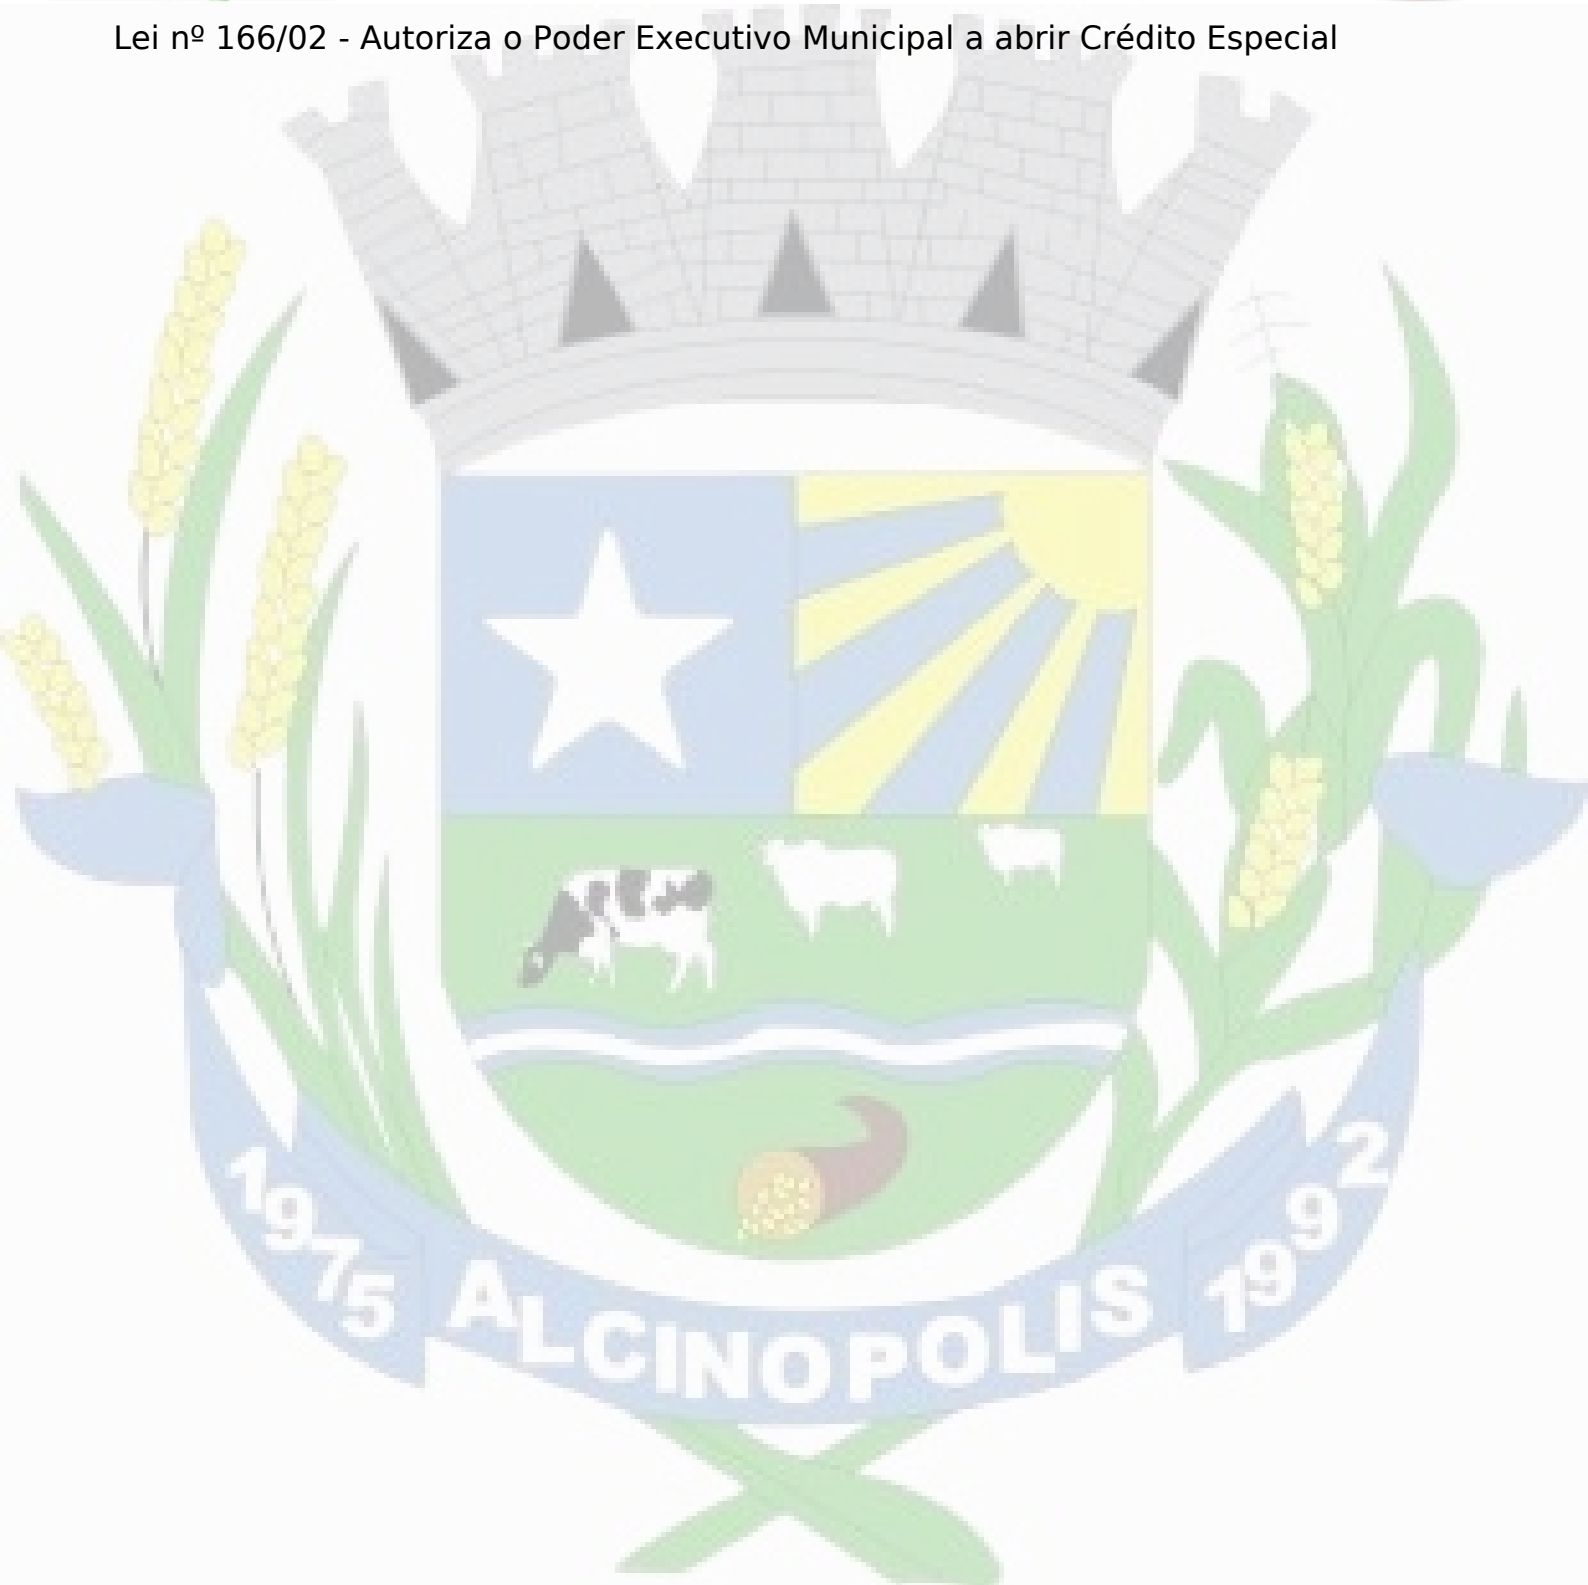 Lei nº 166/02 - Autoriza o Poder Executivo Municipal a abrir Crédito Especial
1975 ALCINOPOLIS 1992